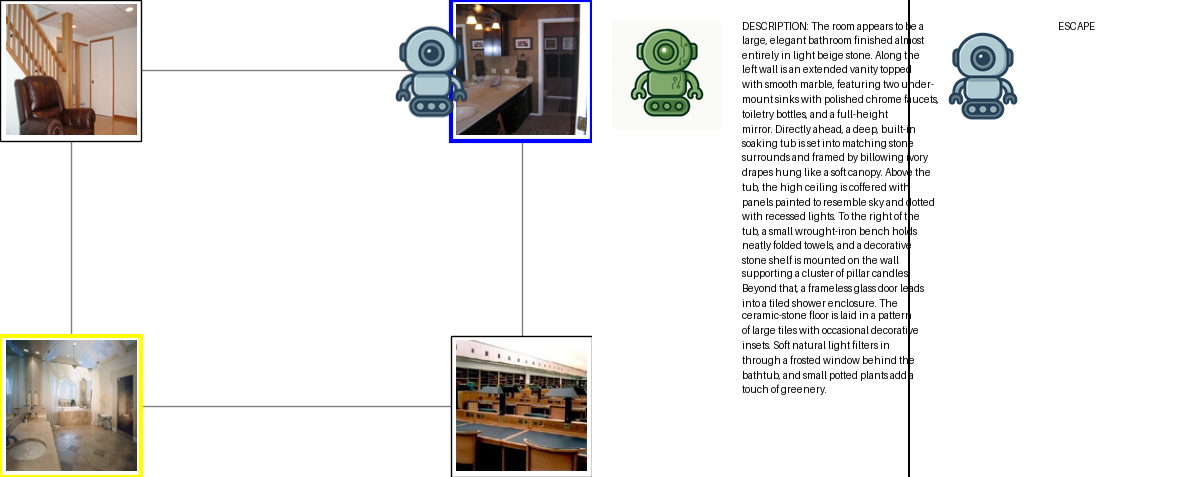 DESCRIPTION: The room appears to be a
large, elegant bathroom finished almost
entirely in light beige stone. Along the
left wall is an extended vanity topped
with smooth marble, featuring two under-
mount sinks with polished chrome faucets,
toiletry bottles, and a full-height
mirror. Directly ahead, a deep, built-in
soaking tub is set into matching stone
surrounds and framed by billowing ivory
drapes hung like a soft canopy. Above the
tub, the high ceiling is coffered with
panels painted to resemble sky and dotted
with recessed lights. To the right of the
tub, a small wrought-iron bench holds
neatly folded towels, and a decorative
stone shelf is mounted on the wall
supporting a cluster of pillar candles.
Beyond that, a frameless glass door leads
into a tiled shower enclosure. The
ceramic-stone floor is laid in a pattern
of large tiles with occasional decorative
insets. Soft natural light filters in
through a frosted window behind the
bathtub, and small potted plants add a
touch of greenery.
ESCAPE